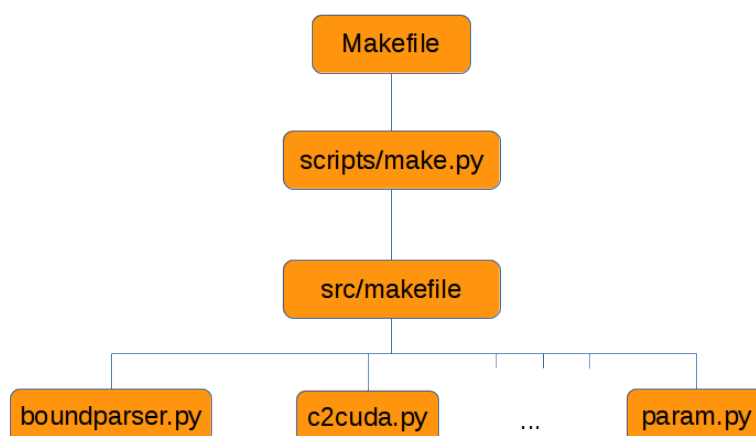 Makefile
scripts/make.py
src/makefile
boundparser.py
c2cuda.py
...
param.py